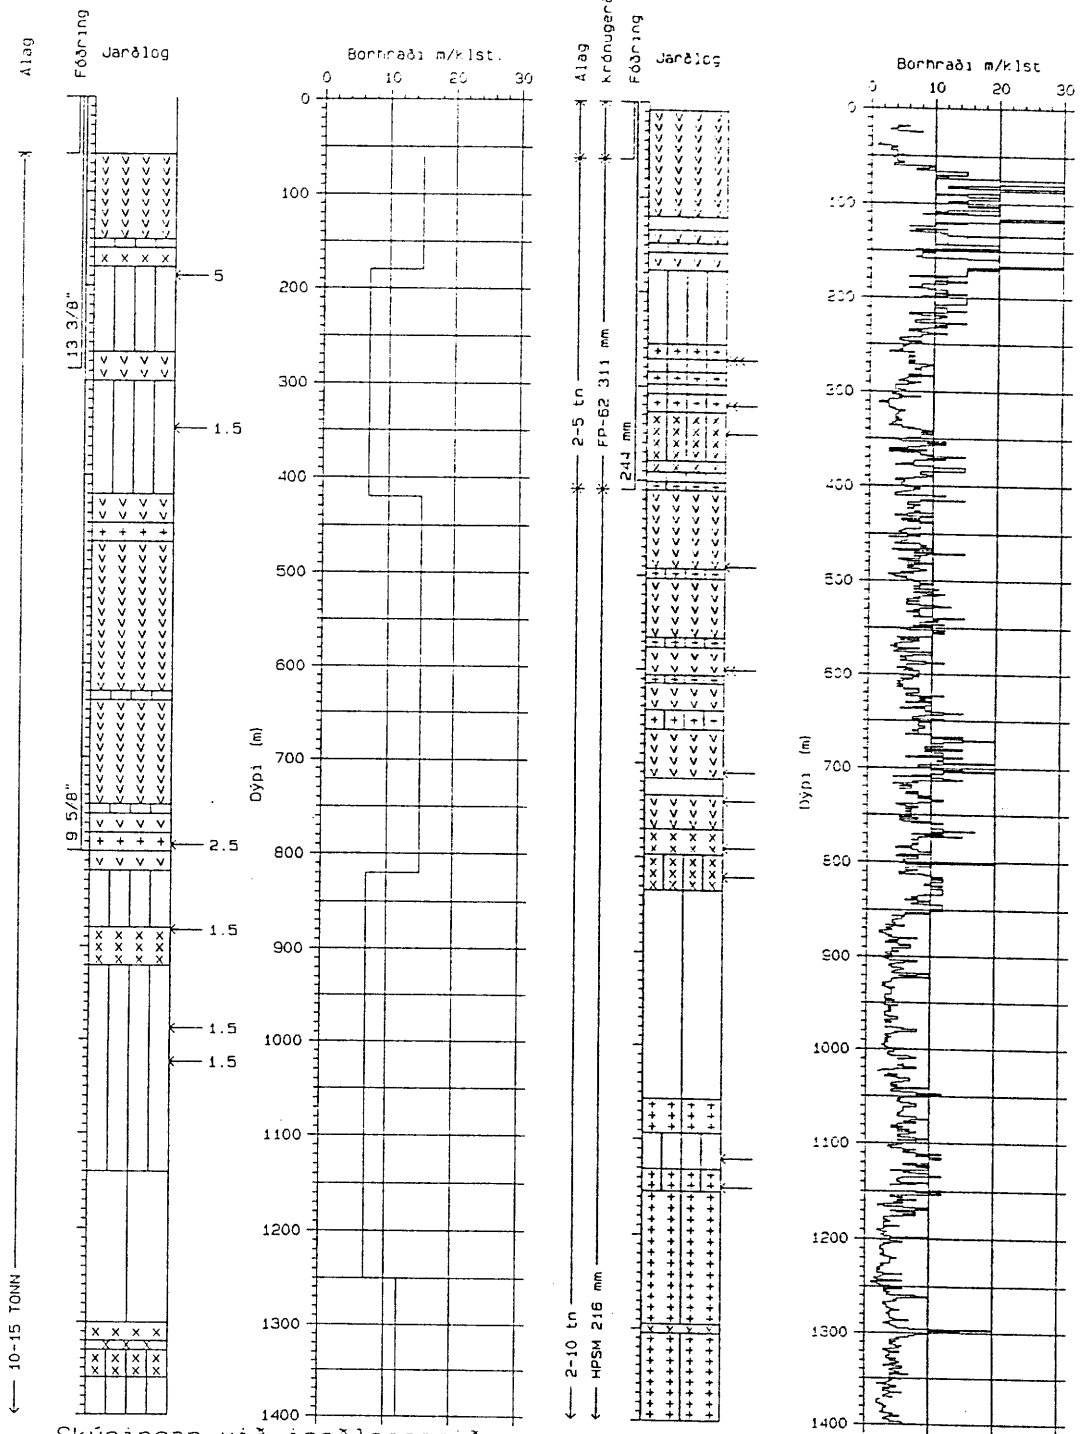 Álag
Fóðring
Jarðlög
Borhraði m/klst.
0 10 20 30
0
100
200
300
400
500
600
700
800
900
1000
1100
1200
1300
1400
Dýpi (m)
13 3/8"
9 5/8"
10-15 TONN
5
1.5
2.5
1.5
1.5
1.5
Álag
Krónugerð
Fóðring
Jarðlög
Borhraði m/klst
0 10 20 30
0
100
200
300
400
500
600
700
800
900
1000
1100
1200
1300
1400
Dýpi (m)
2-5 tn
FP-62 311 mm
244 mm
2-10 tn
HPSM 216 mm